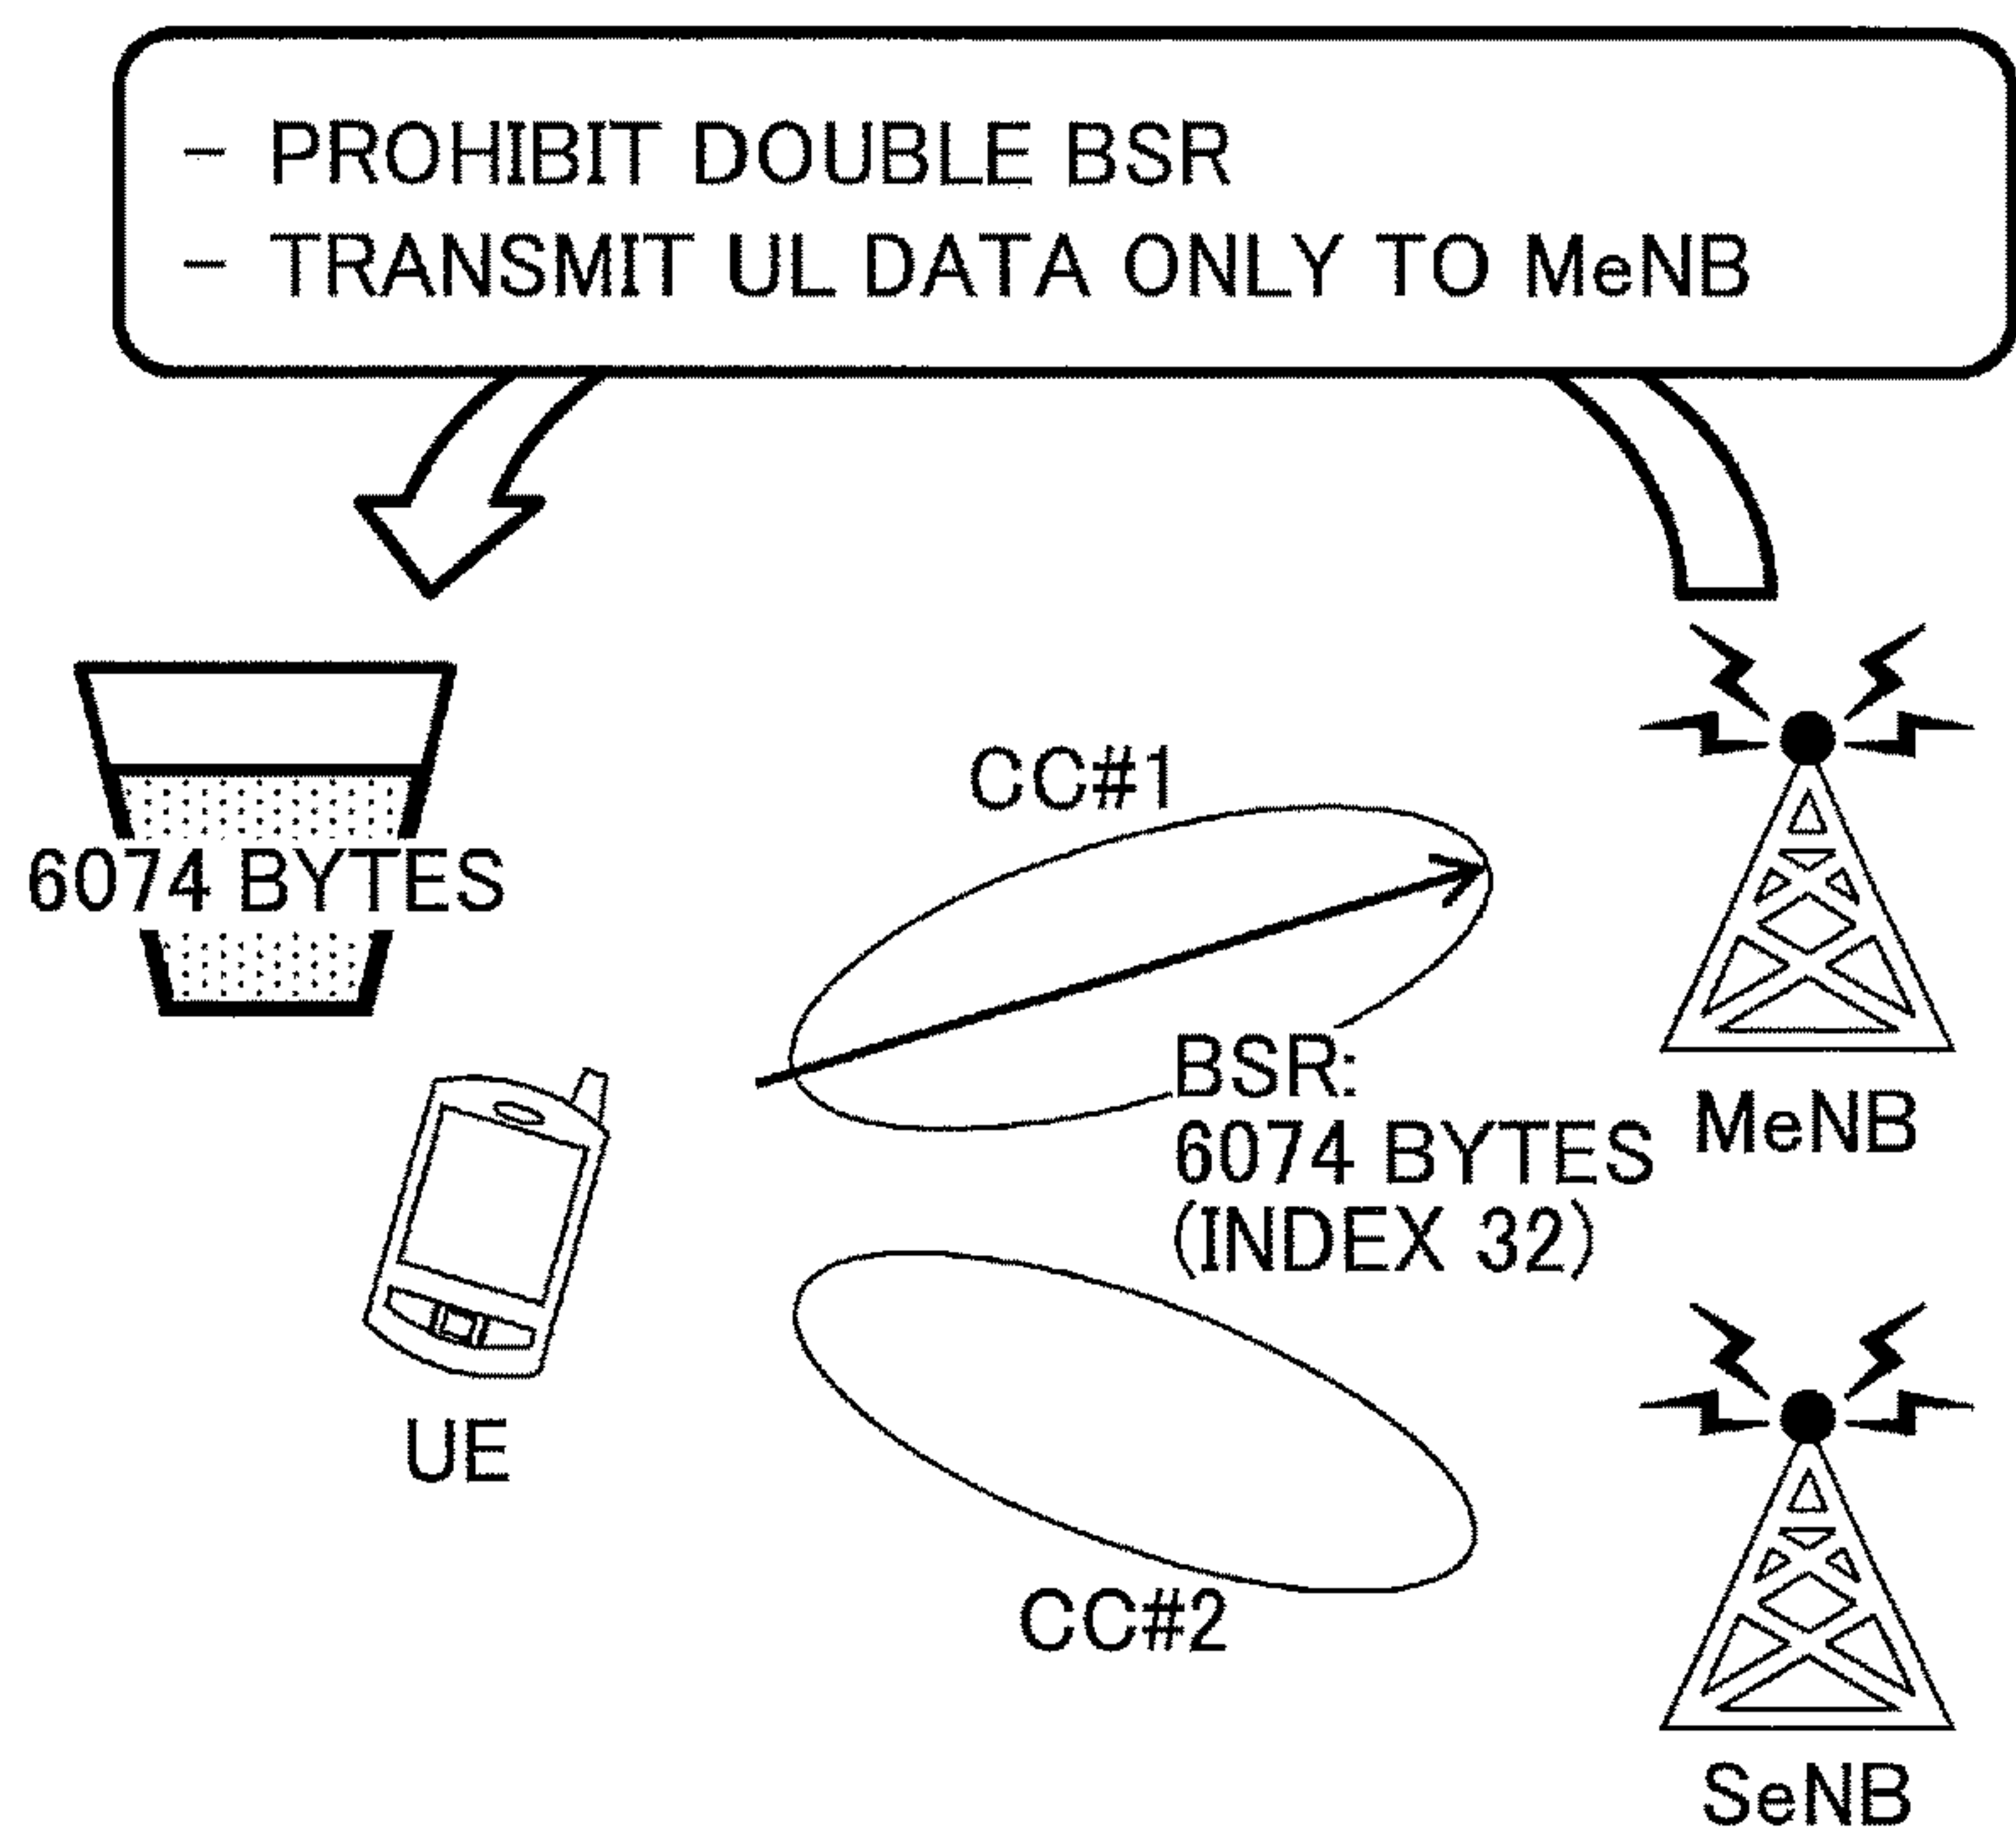 - PROHIBIT DOUBLE BSR
- TRANSMIT UL DATA ONLY TO MeNB
6074 BYTES
CC#1
BSR:
6074 BYTES
(INDEX 32)
MeNB
UE
CC#2
SeNB